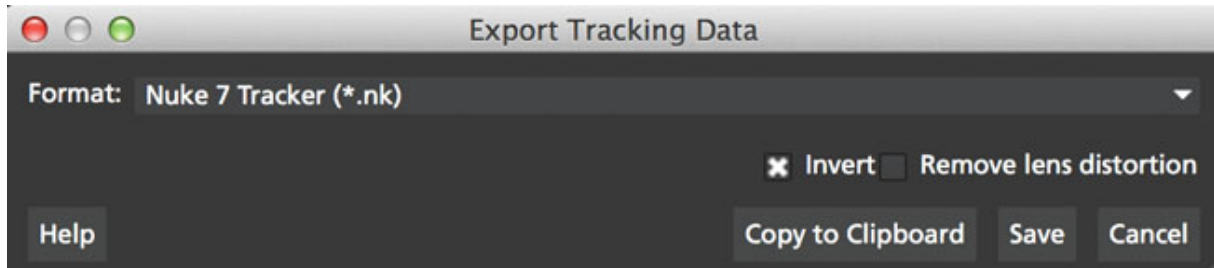 Export Tracking Data
Format: Nuke 7 Tracker (*.nk)
Invert Remove lens distortion
Help Copy to Clipboard Save Cancel